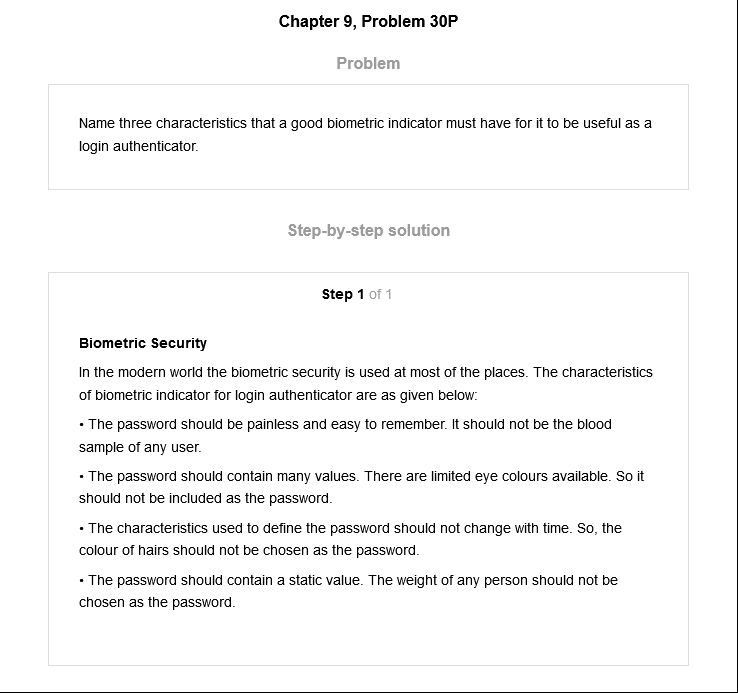 Chapter 9, Problem 30P
Problem
Name three characteristics that a good biometric indicator must have for it to be useful as a
login authenticator.
Step-by-step solution
Step 1 of 1
Biometric Security
In the modern world the biometric security is used at most of the places. The characteristics
of biometric indicator for login authenticator are as given below:
• The password should be painless and easy to remember. It should not be the blood
sample of any user.
• The password should contain many values. There are limited eye colours available. So it
should not be included as the password.
• The characteristics used to define the password should not change with time. So, the
colour of hairs should not be chosen as the password.
• The password should contain a static value. The weight of any person should not be
chosen as the password.